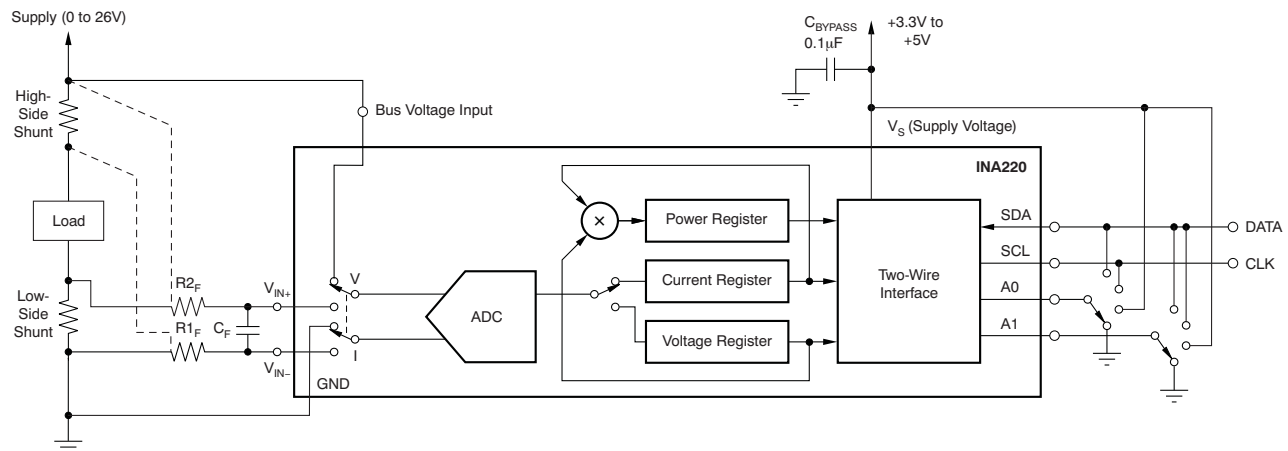 Supply (0 to 26V)
High-
Side
Shunt
Load
Low-
Side
Shunt
R2F
R1F
CF
VIN+
VIN−
Bus Voltage Input
V
I
GND
ADC
×
Power Register
Current Register
Voltage Register
Two-Wire
Interface
INA220
CBYPASS
0.1µF
+3.3V to
+5V
VS (Supply Voltage)
SDA
SCL
A0
A1
DATA
CLK